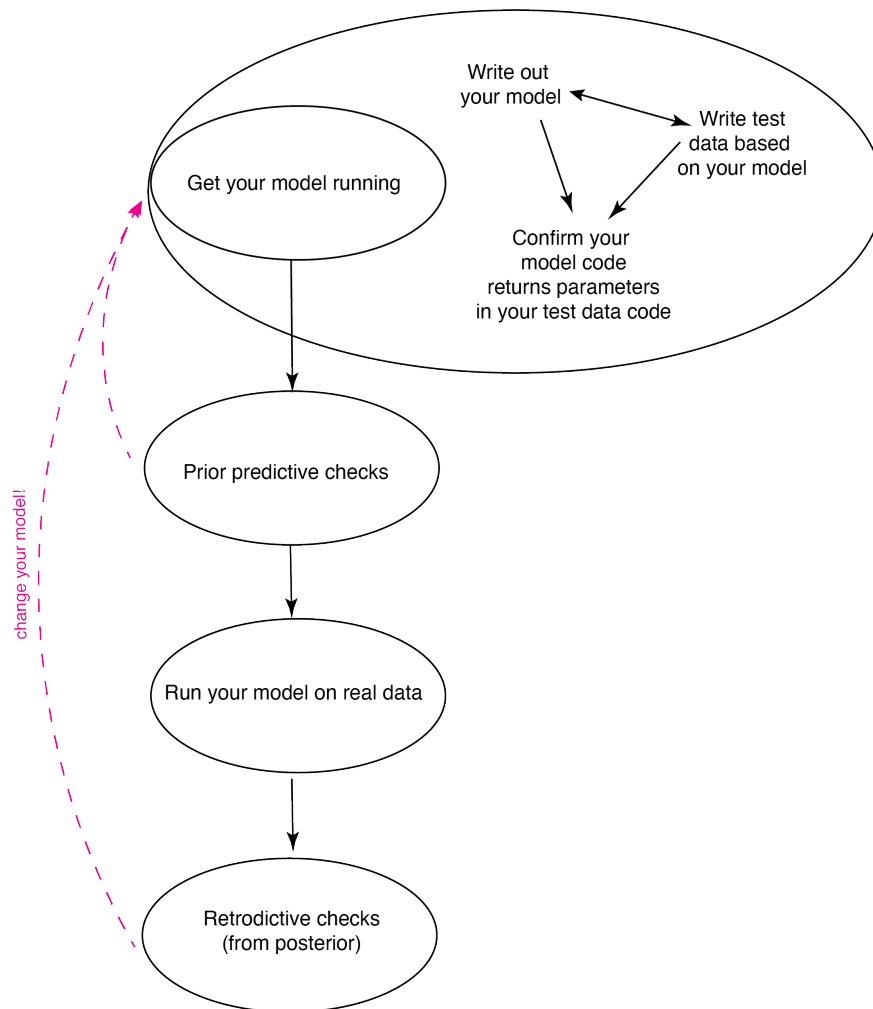 Write out
your model
Write test
data based
on your model
Get your model running
Confirm your
model code
returns parameters
in your test data code
Prior predictive checks
change your model!
Run your model on real data
Retrodictive checks
(from posterior)